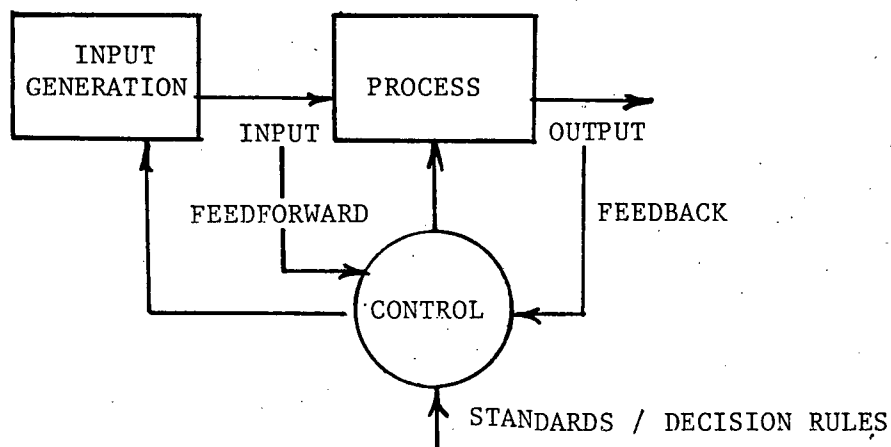 INPUT
GENERATION
PROCESS
INPUT
OUTPUT
FEEDFORWARD
FEEDBACK
CONTROL
STANDARDS / DECISION RULES